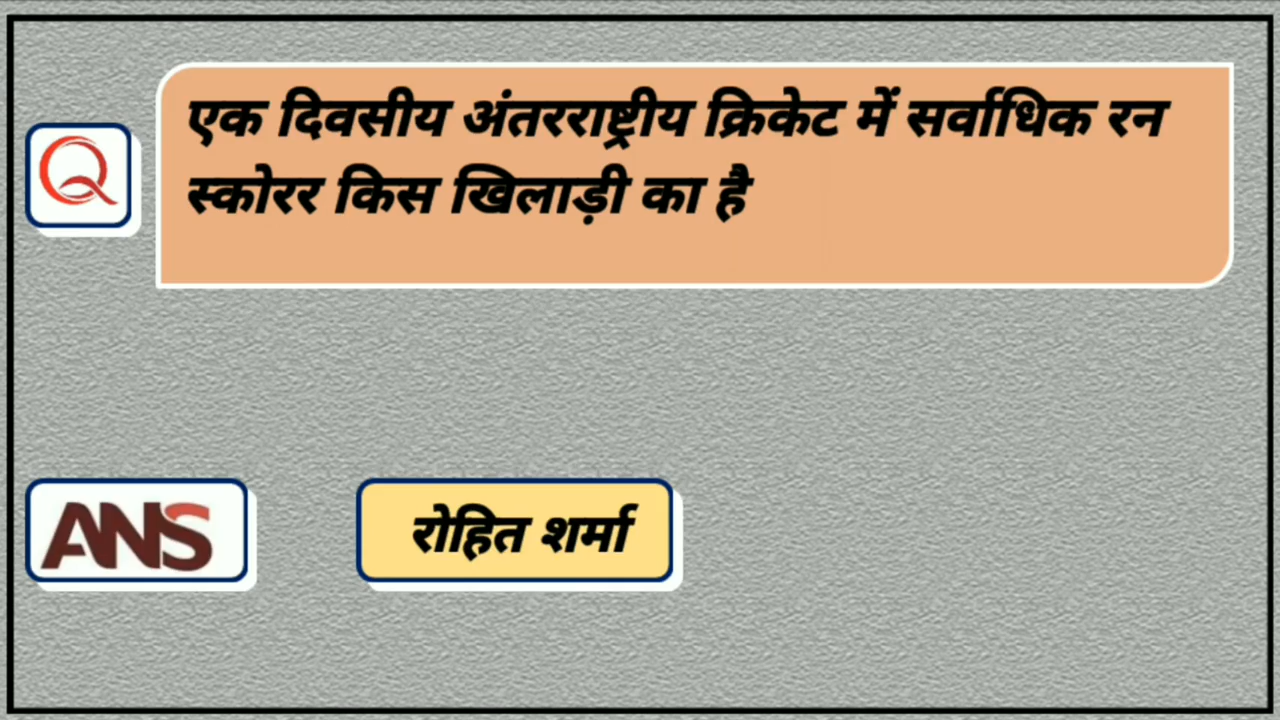 Q
एक दिवसीय अंतरराष्ट्रीय क्रिकेट में सर्वाधिक रन
स्कोरर किस खिलाड़ी का है
ANS
रोहित शर्मा